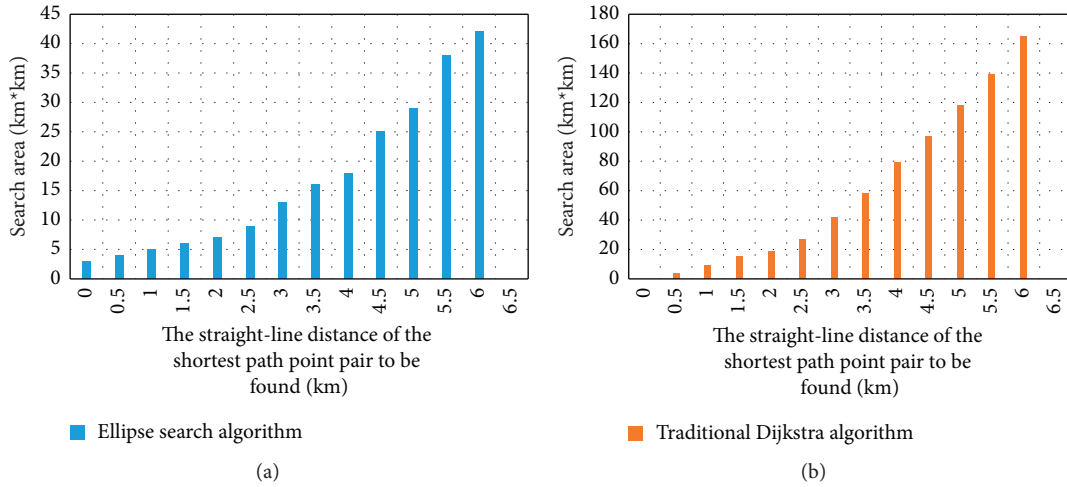 45
40
35
30
25
20
15
10
5
0
Search area (km*km)
0 0.5 1 1.5 2 2.5 3 3.5 4 4.5 5 5.5 6 6.5
The straight-line distance of the
shortest path point pair to be
found (km)
Ellipse search algorithm
(a)
180
160
140
120
100
80
60
40
20
0
Search area (km*km)
0 0.5 1 1.5 2 2.5 3 3.5 4 4.5 5 5.5 6 6.5
The straight-line distance of the
shortest path point pair to be
found (km)
Traditional Dijkstra algorithm
(b)